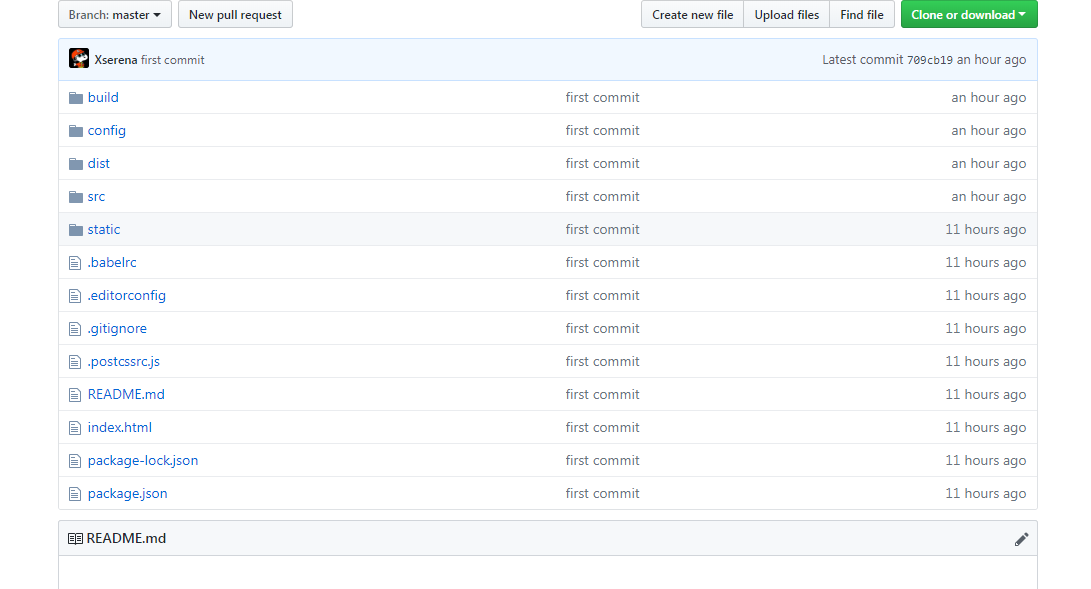 Branch: master New pull request Create new file Upload files Find file Clone or download
Xserena first commit Latest commit 709cb19 an hour ago
build first commit an hour ago
config first commit an hour ago
dist first commit an hour ago
src first commit an hour ago
static first commit 11 hours ago
.babelrc first commit 11 hours ago
.editorconfig first commit 11 hours ago
.gitignore first commit 11 hours ago
.postcssrc.js first commit 11 hours ago
README.md first commit 11 hours ago
index.html first commit 11 hours ago
package-lock.json first commit 11 hours ago
package.json first commit 11 hours ago
README.md